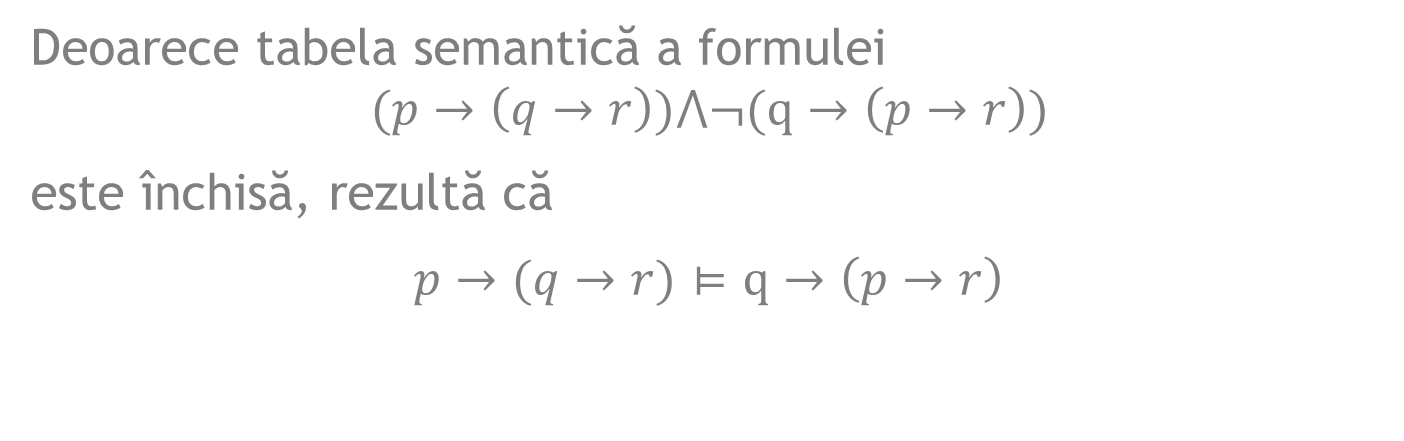 Deoarece tabela semantică a formulei
(𝑝 → (𝑞 → 𝑟))⋀¬(q → (𝑝 → 𝑟))
este închisă, rezultă că
𝑝 → (𝑞 → 𝑟) ⊨ q → (𝑝 → 𝑟)